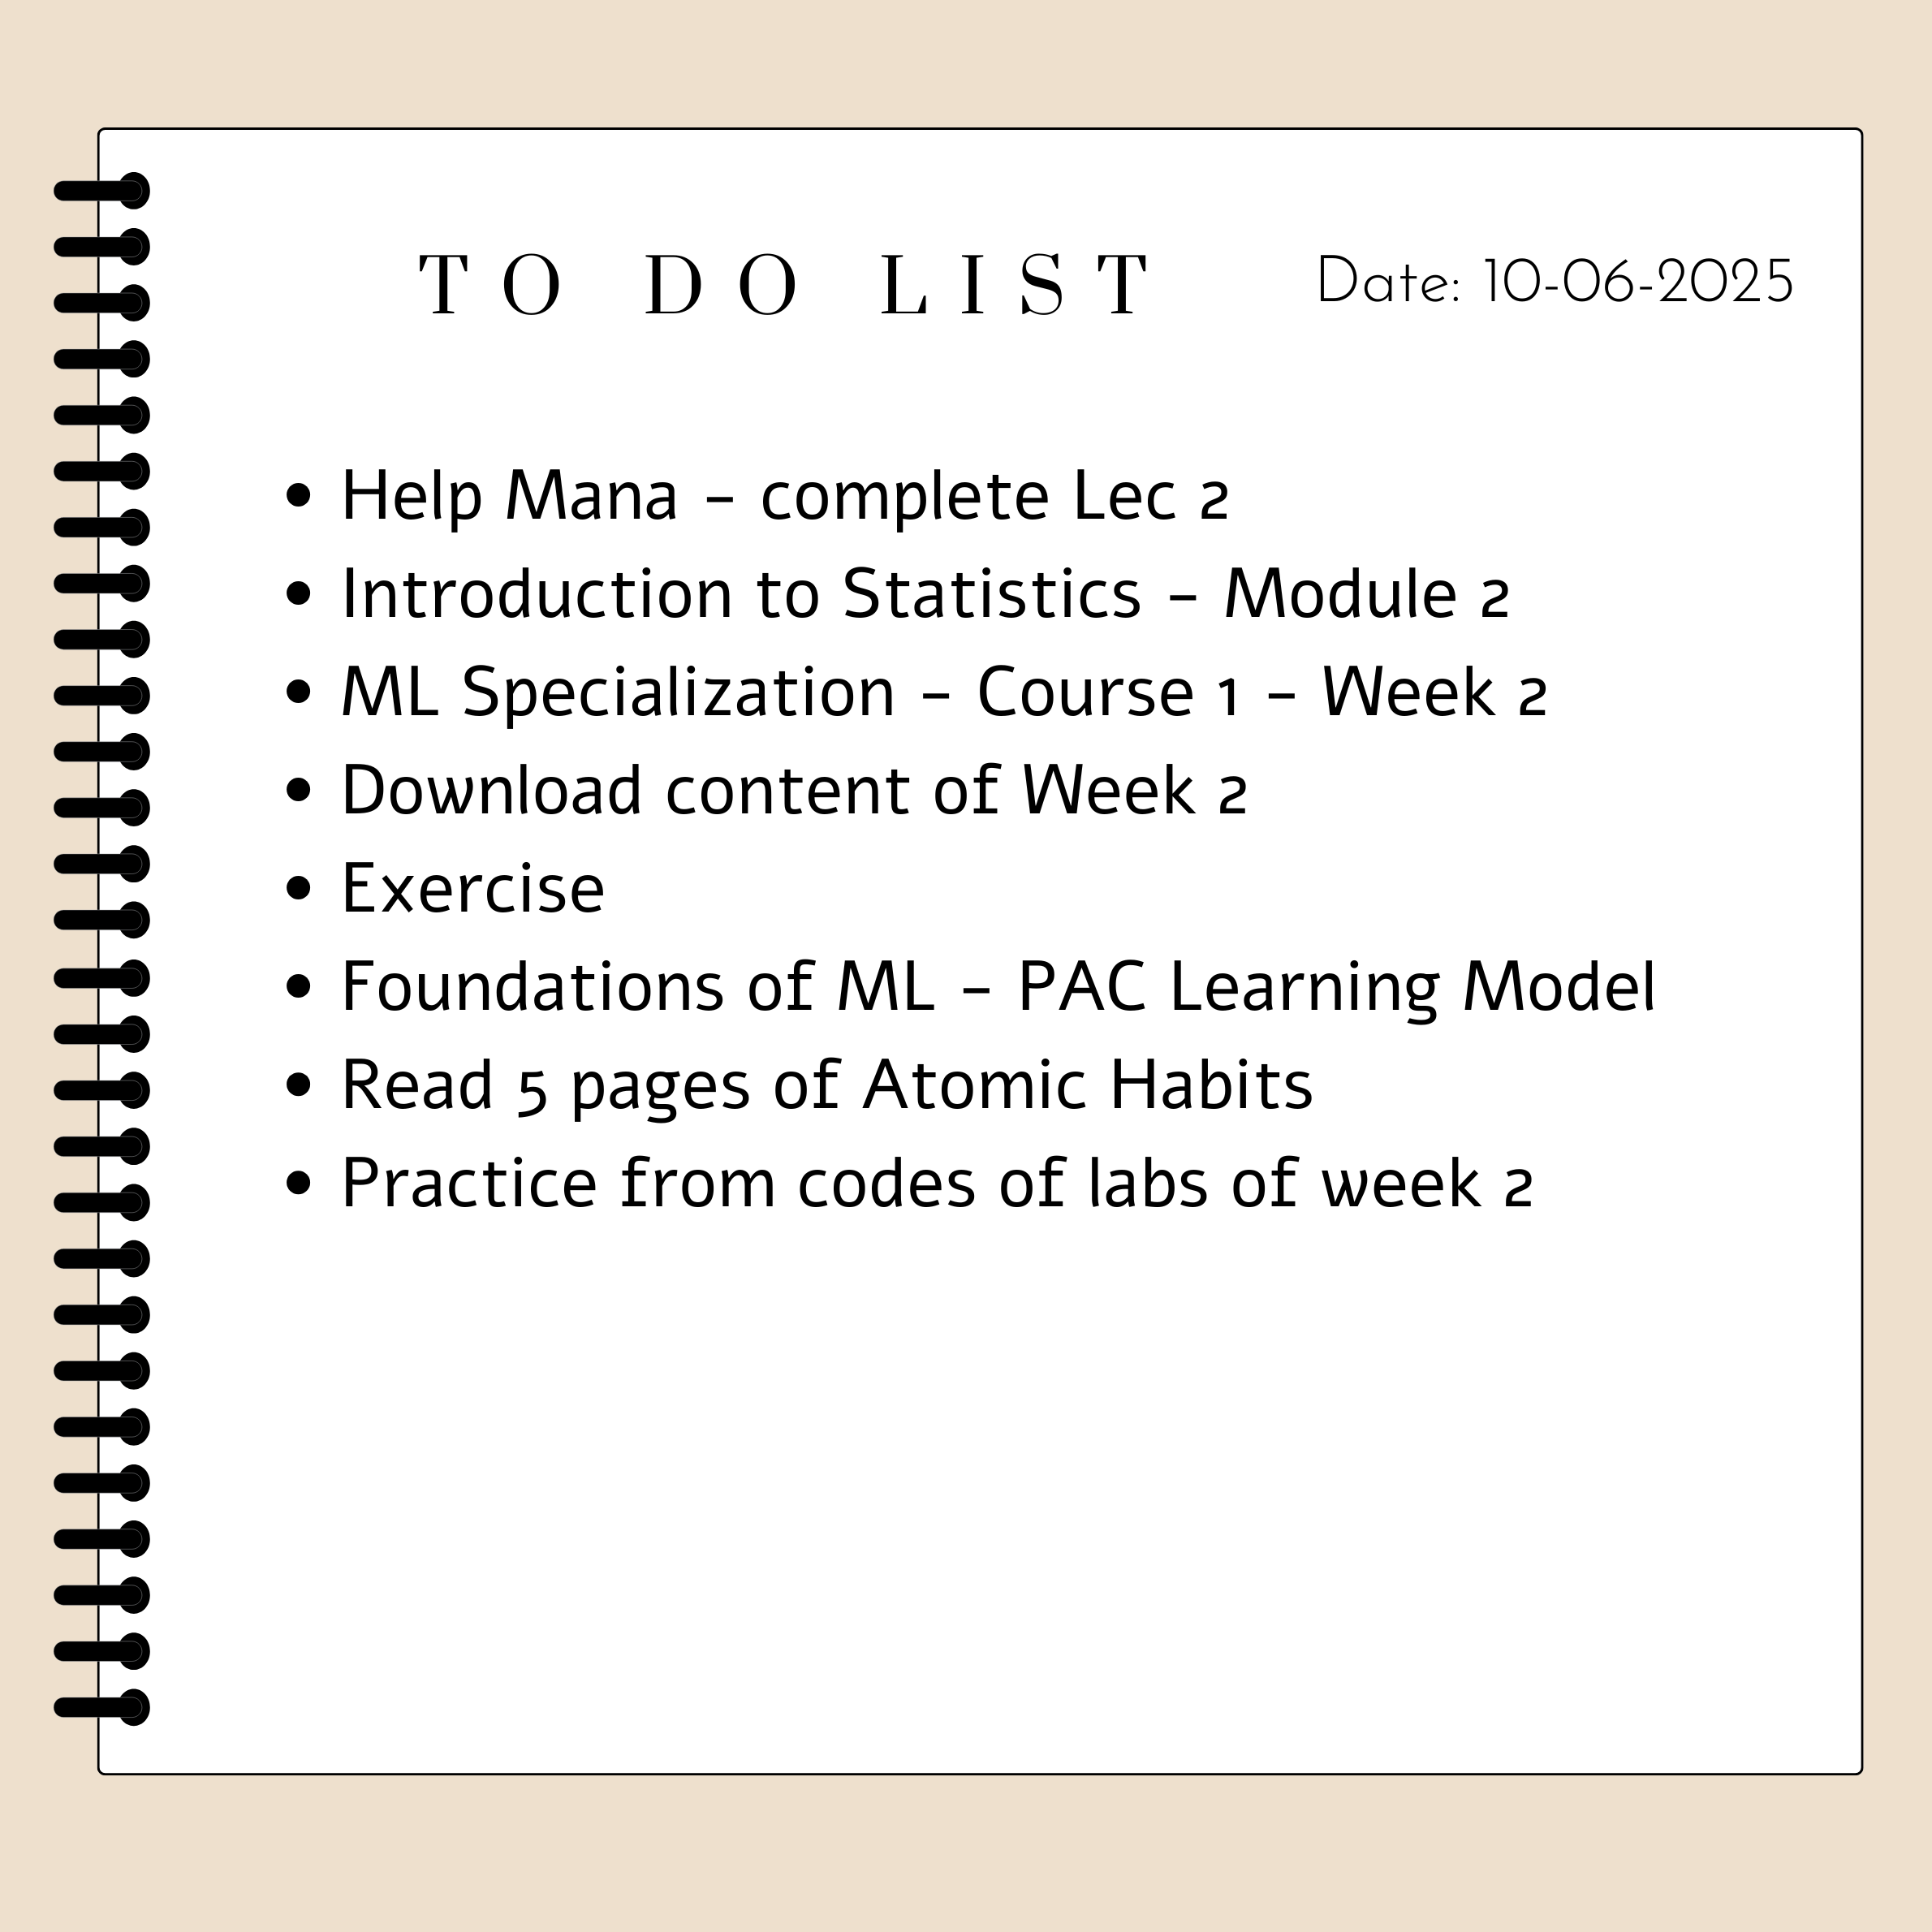 TO DO LIST
Date: 10-06-2025
• Help Mana - complete Lec 2
• Introduction to Statistics - Module 2
• ML Specialization - Course 1 - Week 2
• Download content of Week 2
• Exercise
• Foundations of ML - PAC Learning Model
• Read 5 pages of Atomic Habits
• Practice from codes of labs of week 2